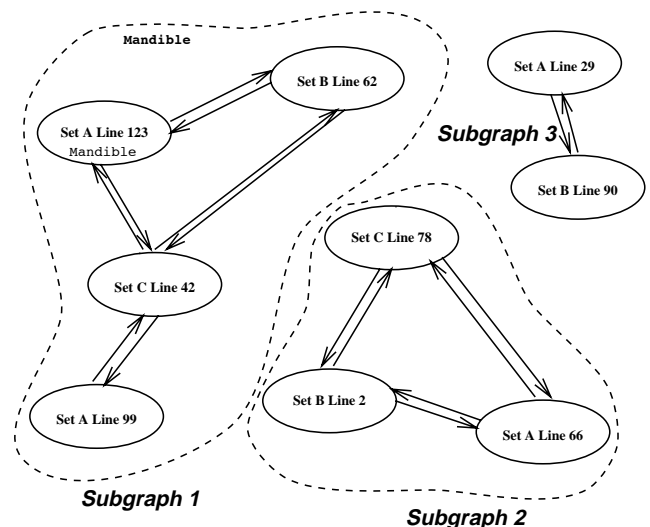 Mandible
Set B Line 62
Set A Line 29
Set A Line 123
Mandible
Subgraph 3
Set B Line 90
Set C Line 78
Set C Line 42
Set B Line 2
Set A Line 99
Set A Line 66
Subgraph 1
Subgraph 2